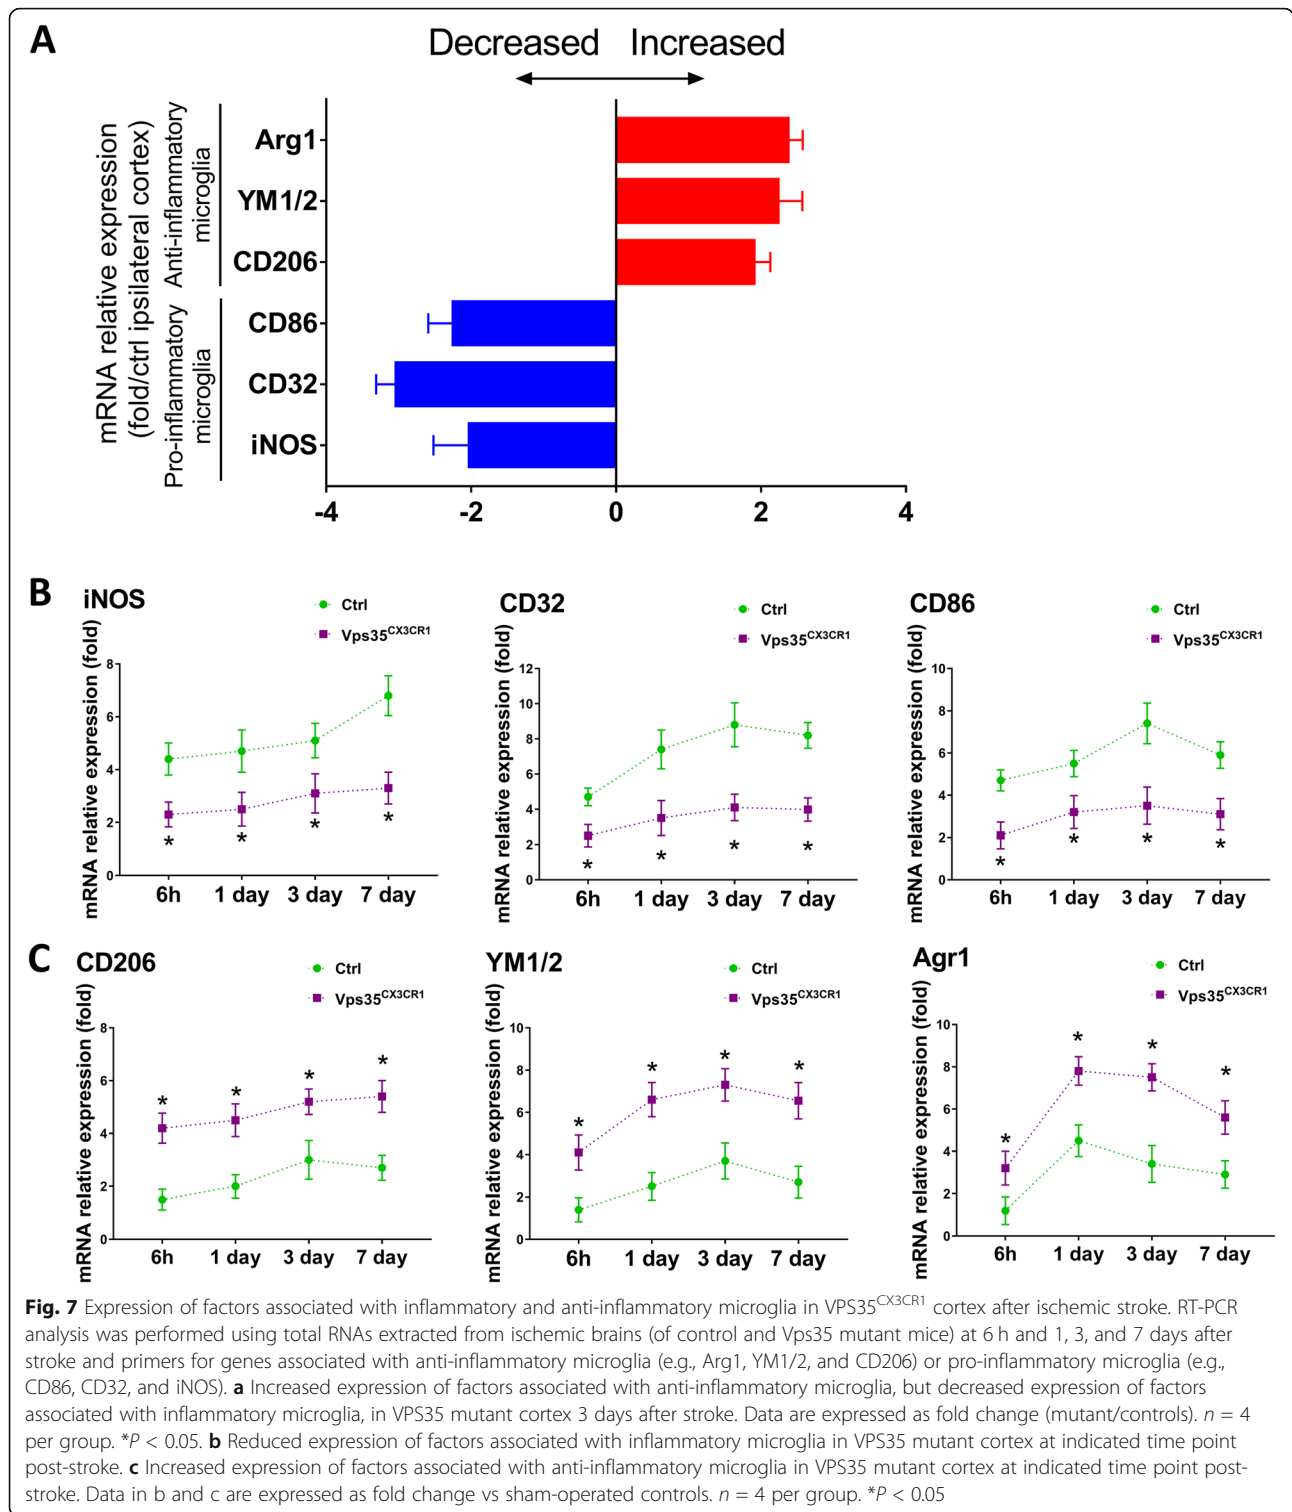 A
Decreased Increased
mRNA relative expression
(fold/ctrl ipsilateral cortex)
Anti-inflammatory
microglia
Pro-inflammatory
microglia
Arg1
YM1/2
CD206
CD86
CD32
iNOS
-4 -2 0 2 4
B
iNOS
Ctrl
Vps35CX3CR1
mRNA relative expression (fold)
8
6
4
2
0
* * * *
6h 1 day 3 day 7 day
CD32
Ctrl
Vps35CX3CR1
mRNA relative expression (fold)
12
10
8
6
4
2
0
* * * *
6h 1 day 3 day 7 day
CD86
Ctrl
Vps35CX3CR1
mRNA relative expression (fold)
10
8
6
4
2
0
* * * *
6h 1 day 3 day 7 day
C
CD206
Ctrl
Vps35CX3CR1
mRNA relative expression (fold)
8
6
4
2
0
* * * *
6h 1 day 3 day 7 day
YM1/2
Ctrl
Vps35CX3CR1
mRNA relative expression (fold)
10
8
6
4
2
0
* * * *
6h 1 day 3 day 7 day
Agr1
Ctrl
Vps35CX3CR1
mRNA relative expression (fold)
10
8
6
4
2
0
* * * *
6h 1 day 3 day 7 day
Fig. 7 Expression of factors associated with inflammatory and anti-inflammatory microglia in VPS35CX3CR1 cortex after ischemic stroke. RT-PCR
analysis was performed using total RNAs extracted from ischemic brains (of control and Vps35 mutant mice) at 6 h and 1, 3, and 7 days after
stroke and primers for genes associated with anti-inflammatory microglia (e.g., Arg1, YM1/2, and CD206) or pro-inflammatory microglia (e.g.,
CD86, CD32, and iNOS). a Increased expression of factors associated with anti-inflammatory microglia, but decreased expression of factors
associated with inflammatory microglia, in VPS35 mutant cortex 3 days after stroke. Data are expressed as fold change (mutant/controls). n = 4
per group. *P < 0.05. b Reduced expression of factors associated with inflammatory microglia in VPS35 mutant cortex at indicated time point
post-stroke. c Increased expression of factors associated with anti-inflammatory microglia in VPS35 mutant cortex at indicated time point post-
stroke. Data in b and c are expressed as fold change vs sham-operated controls. n = 4 per group. *P < 0.05